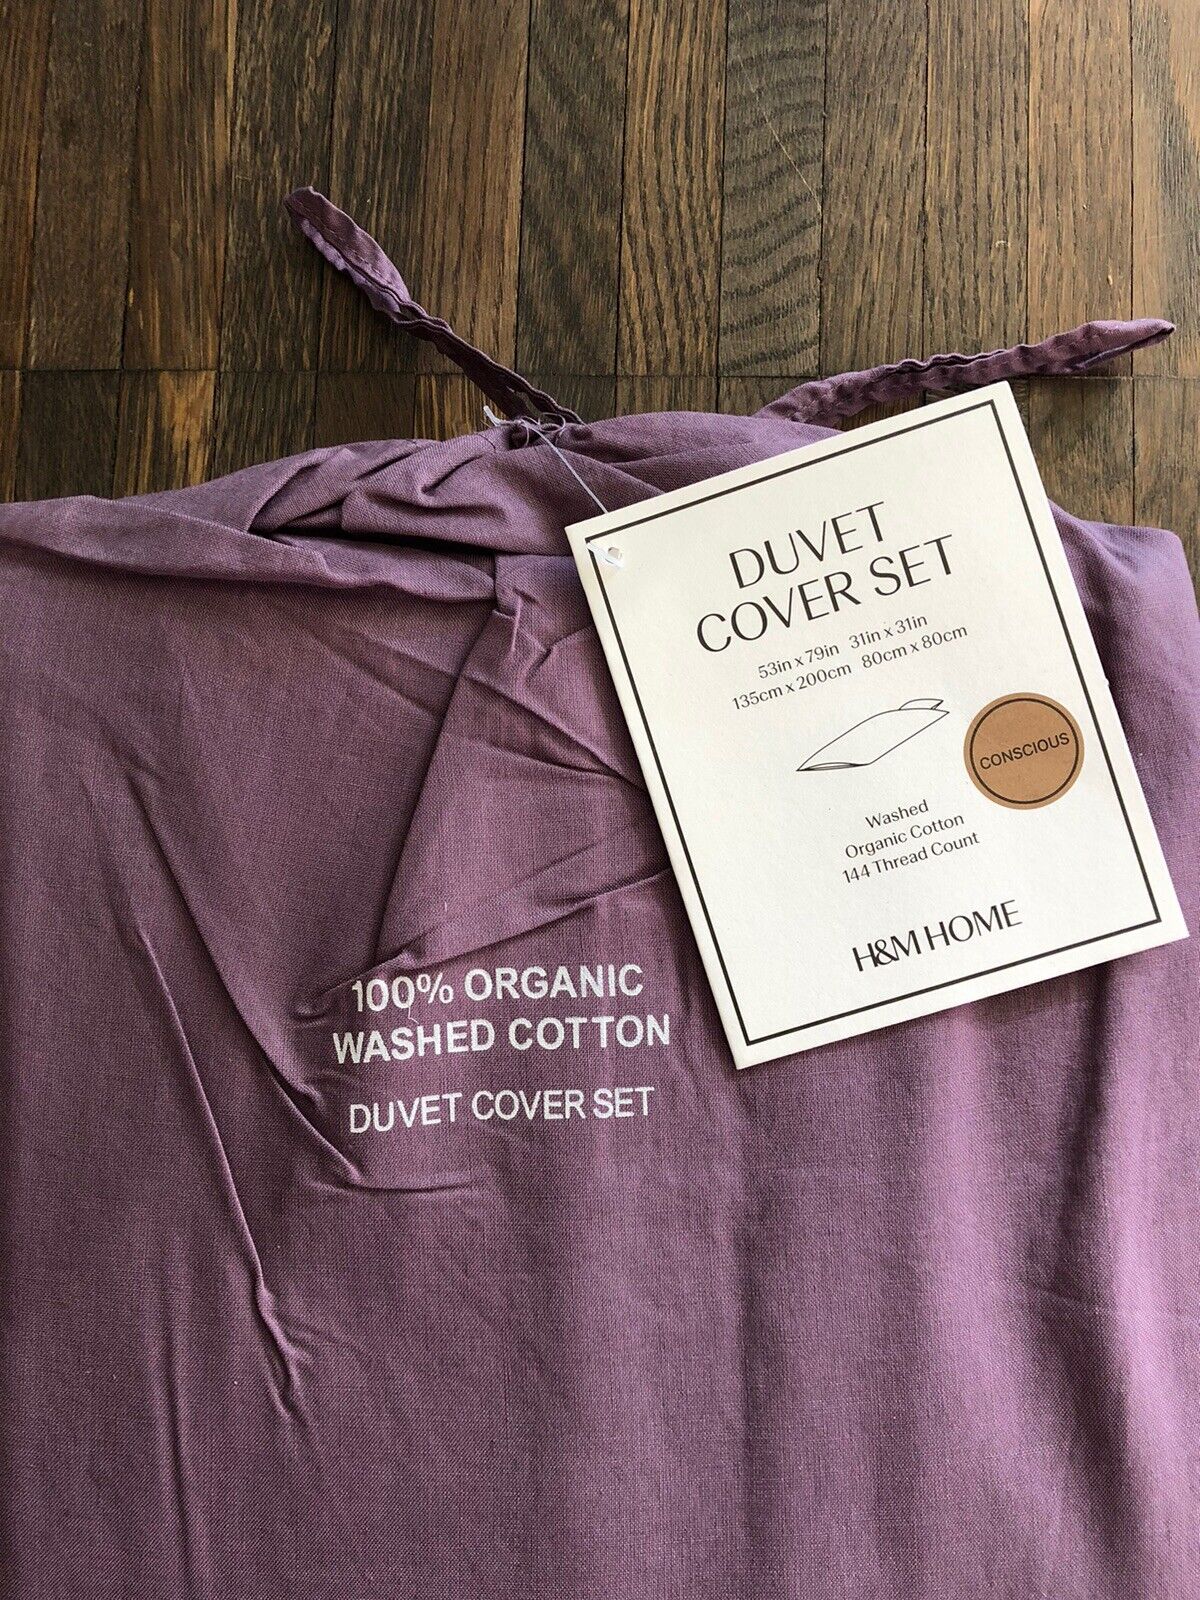 DUVET
COVER SET
53in x 79in 31in x 31in
135cm x 200cm 80cm x 80cm
CONSCIOUS
Washed
Organic Cotton
144 Thread Count
H&M HOME
100% ORGANIC
WASHED COTTON
DUVET COVER SET